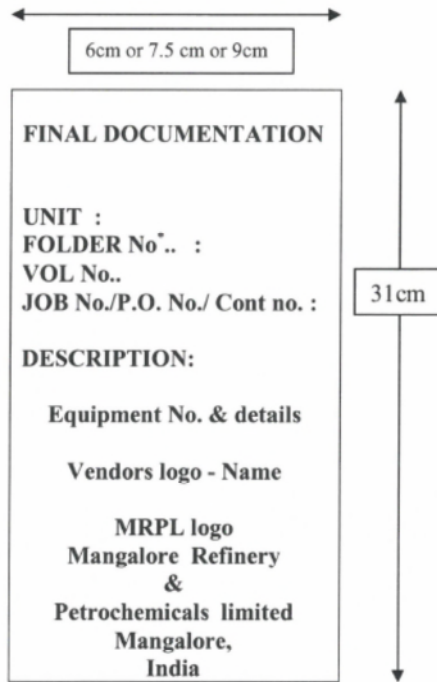 6cm or 7.5 cm or 9cm
FINAL DOCUMENTATION
UNIT :
FOLDER No*.. :
VOL No..
JOB No./P.O. No./ Cont no. :
31cm
DESCRIPTION:
Equipment No. & details
Vendors logo - Name
MRPL logo
Mangalore Refinery
&
Petrochemicals limited
Mangalore,
India